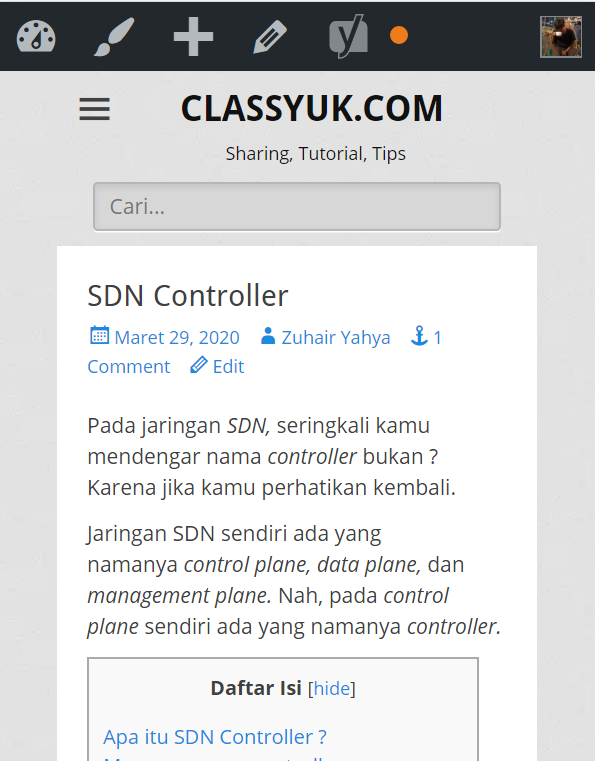 CLASSYUK.COM
Sharing, Tutorial, Tips
Cari...
SDN Controller
Maret 29, 2020 Zuhair Yahya 1
Comment Edit
Pada jaringan SDN, seringkali kamu
mendengar nama controller bukan ?
Karena jika kamu perhatikan kembali.
Jaringan SDN sendiri ada yang
namanya control plane, data plane, dan
management plane. Nah, pada control
plane sendiri ada yang namanya controller.
Daftar Isi [hide]
Apa itu SDN Controller ?